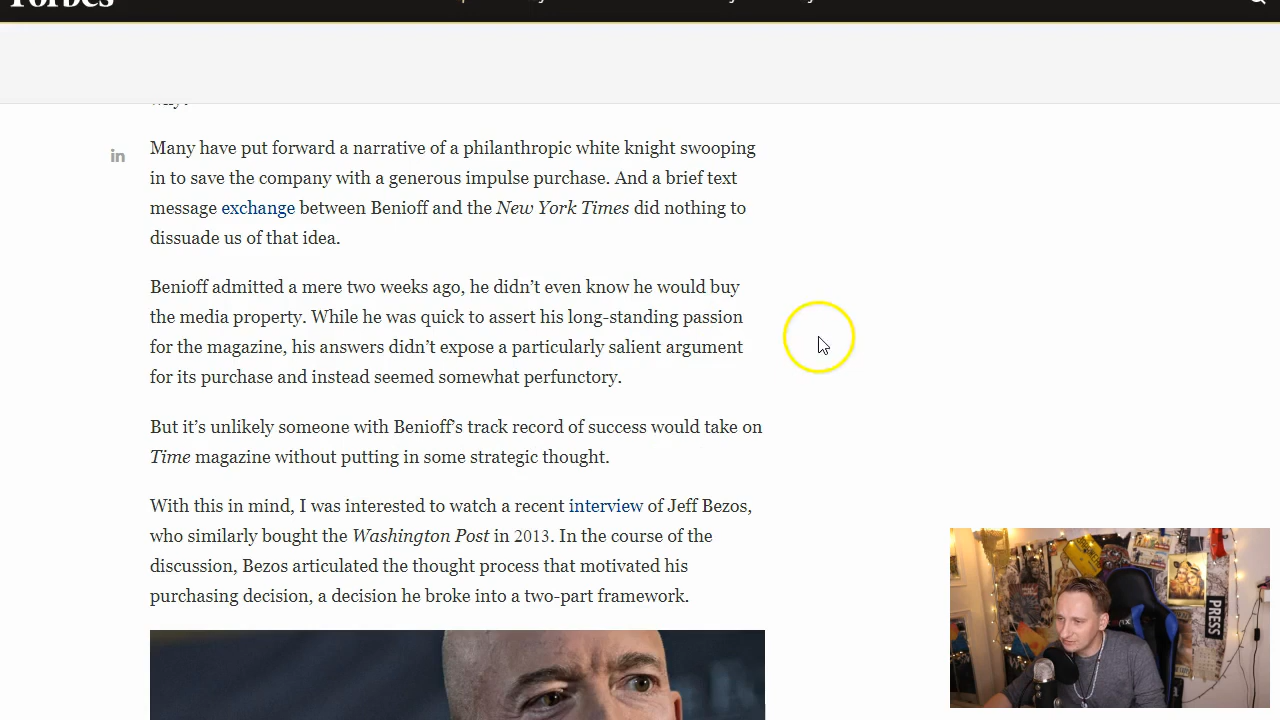 Forbes
why?
in
Many have put forward a narrative of a philanthropic white knight swooping
in to save the company with a generous impulse purchase. And a brief text
message exchange between Benioff and the New York Times did nothing to
dissuade us of that idea.
Benioff admitted a mere two weeks ago, he didn’t even know he would buy
the media property. While he was quick to assert his long-standing passion
for the magazine, his answers didn’t expose a particularly salient argument
for its purchase and instead seemed somewhat perfunctory.
But it’s unlikely someone with Benioff’s track record of success would take on
Time magazine without putting in some strategic thought.
With this in mind, I was interested to watch a recent interview of Jeff Bezos,
who similarly bought the Washington Post in 2013. In the course of the
discussion, Bezos articulated the thought process that motivated his
purchasing decision, a decision he broke into a two-part framework.
PRESS